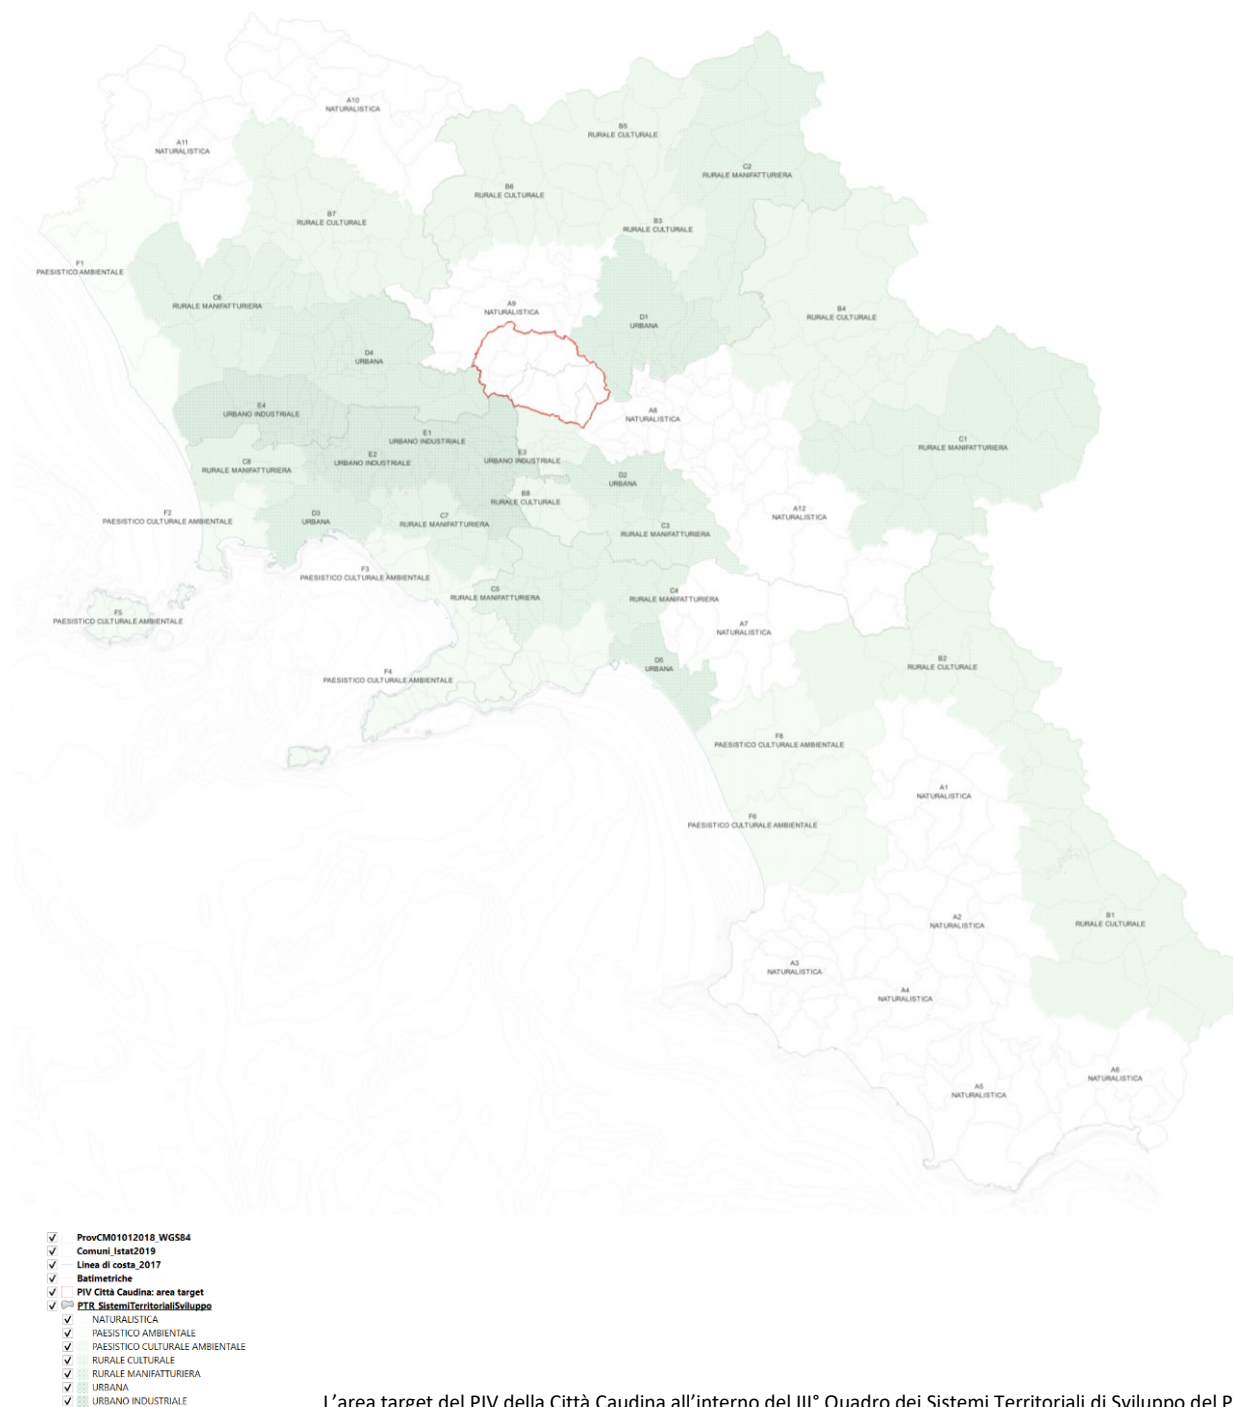 A10
NATURALISTICA
A11
NATURALISTICA
B5
RURALE CULTURALE
C2
RURALE MANIFATTURIERA
B6
RURALE CULTURALE
B7
RURALE CULTURALE
B3
RURALE CULTURALE
F1
PAESISTICO AMBIENTALE
C6
RURALE MANIFATTURIERA
A9
NATURALISTICA
D1
URBANA
B4
RURALE CULTURALE
D4
URBANA
E4
URBANO INDUSTRIALE
A8
NATURALISTICA
E1
URBANO INDUSTRIALE
C1
RURALE MANIFATTURIERA
E2
URBANO INDUSTRIALE
E3
URBANO INDUSTRIALE
C8
RURALE MANIFATTURIERA
D2
URBANA
B8
RURALE CULTURALE
F2
PAESISTICO CULTURALE AMBIENTALE
D3
URBANA
C7
RURALE MANIFATTURIERA
C3
RURALE MANIFATTURIERA
A12
NATURALISTICA
F3
PAESISTICO CULTURALE AMBIENTALE
C5
RURALE MANIFATTURIERA
C4
RURALE MANIFATTURIERA
F5
PAESISTICO CULTURALE AMBIENTALE
A7
NATURALISTICA
F4
PAESISTICO CULTURALE AMBIENTALE
D5
URBANA
B2
RURALE CULTURALE
F8
PAESISTICO CULTURALE AMBIENTALE
A1
NATURALISTICA
F6
PAESISTICO CULTURALE AMBIENTALE
A2
NATURALISTICA
B1
RURALE CULTURALE
A3
NATURALISTICA
A4
NATURALISTICA
A5
NATURALISTICA
A6
NATURALISTICA
ProvCM01012018_WGS84
Comuni_Istat2019
Linea di costa_2017
Batimetriche
PIV Città Caudina: area target
PTR_SistemiTerritorialiSviluppo
NATURALISTICA
PAESISTICO AMBIENTALE
PAESISTICO CULTURALE AMBIENTALE
RURALE CULTURALE
RURALE MANIFATTURIERA
URBANA
URBANO INDUSTRIALE
L'area target del PIV della Città Caudina all'interno del III° Quadro dei Sistemi Territoriali di Sviluppo del P